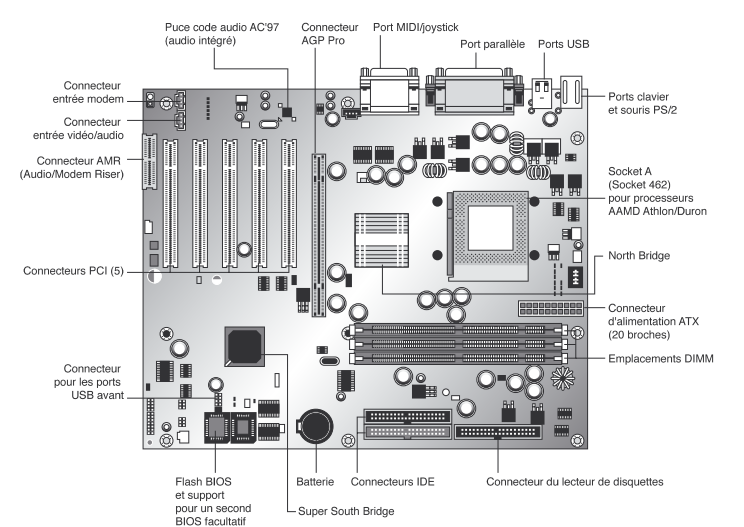 Puce code audio AC'97
(audio intégré)
Connecteur
AGP Pro
Port MIDI/joystick
Port parallèle
Ports USB
Connecteur
entrée modem
Connecteur
entrée vidéo/audio
Connecteur AMR
(Audio/Modem Riser)
Ports clavier
et souris PS/2
Socket A
(Socket 462)
pour processeurs
AAMD Athlon/Duron
Connecteurs PCI (5)
North Bridge
Connecteur
d'alimentation ATX
(20 broches)
Emplacements DIMM
Connecteur
pour les ports
USB avant
Flash BIOS
et support
pour un second
BIOS facultatif
Batterie
Connecteurs IDE
Connecteur du lecteur de disquettes
Super South Bridge